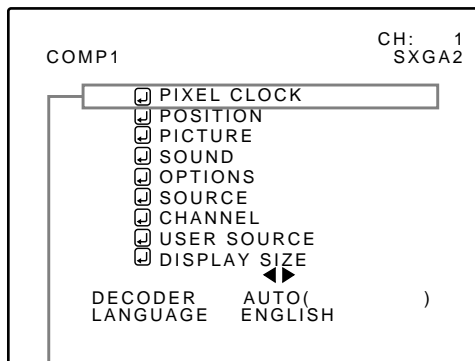 CH: 1
COMP1 SXGA2
PIXEL CLOCK
POSITION
PICTURE
SOUND
OPTIONS
SOURCE
CHANNEL
USER SOURCE
DISPLAY SIZE
DECODER AUTO( )
LANGUAGE ENGLISH